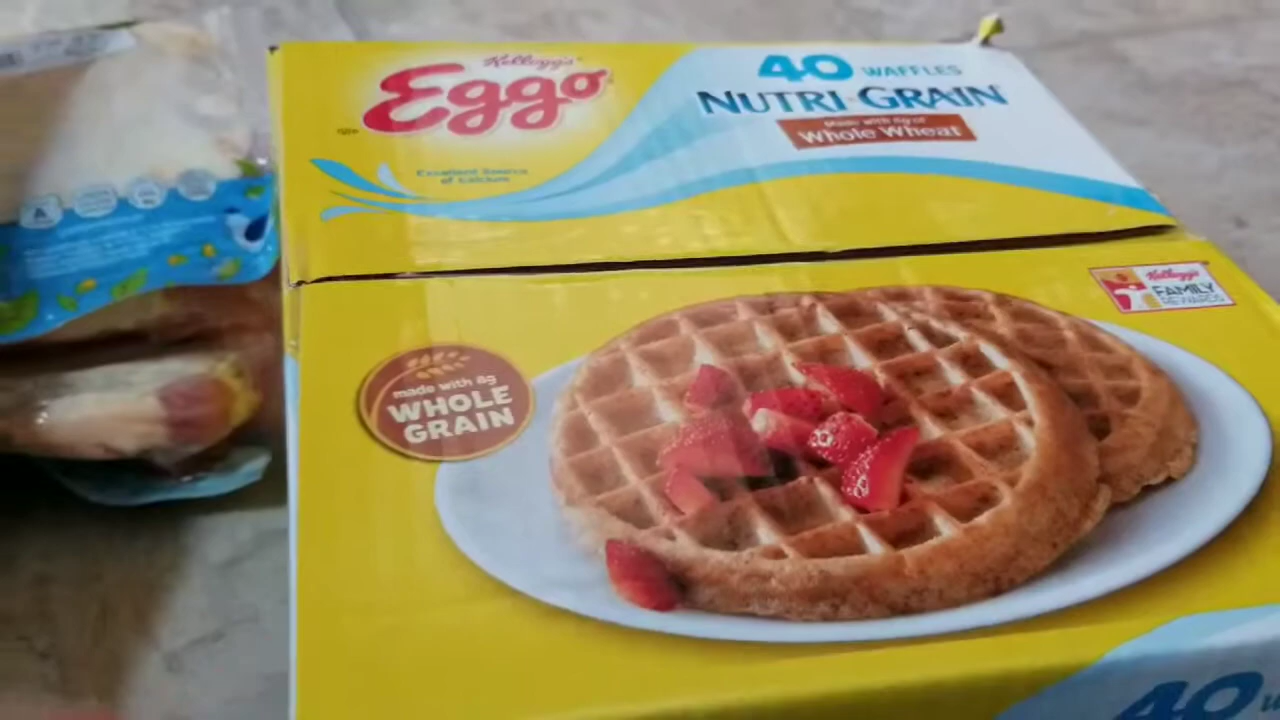 Kellogg's
Eggo
40 WAFFLES
NUTRI-GRAIN
Made with 8g of
Whole Wheat
Excellent Source
of Calcium
Kellogg's
FAMILY
REWARDS
made with 8g
WHOLE
GRAIN
40